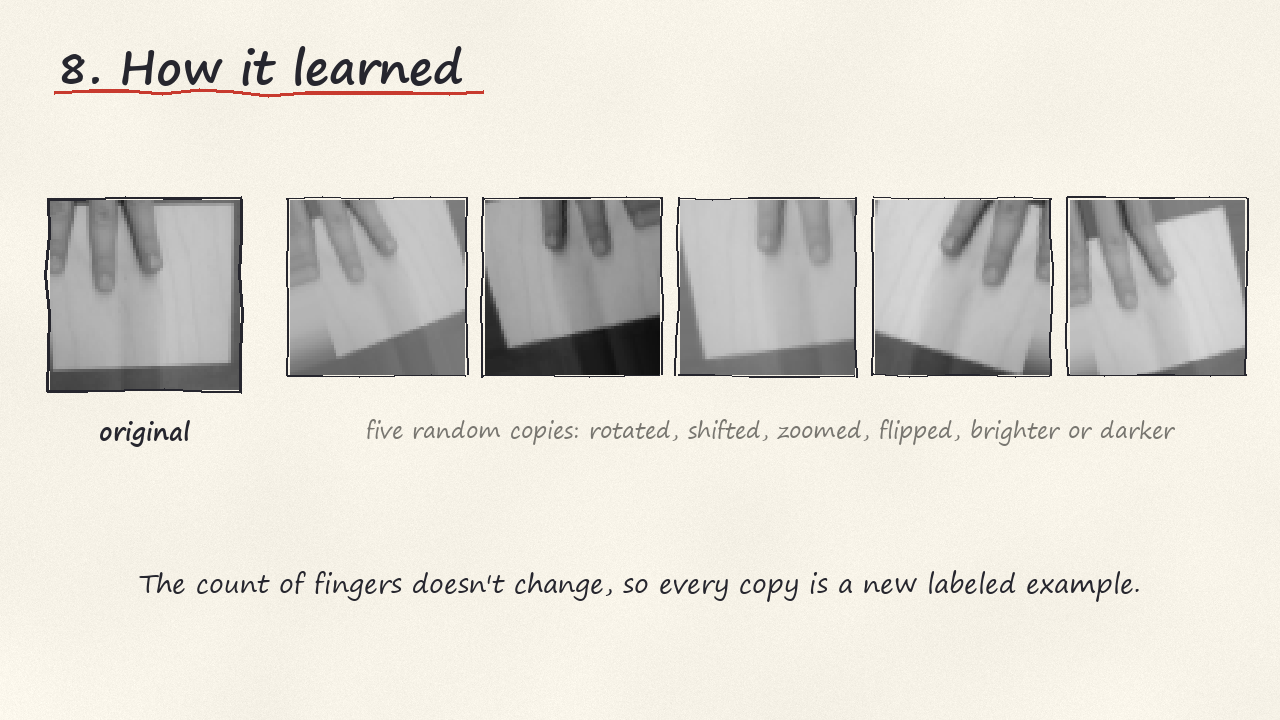 8. How it learned
original
five random copies: rotated, shifted, zoomed, flipped, brighter or darker
The count of fingers doesn't change, so every copy is a new labeled example.